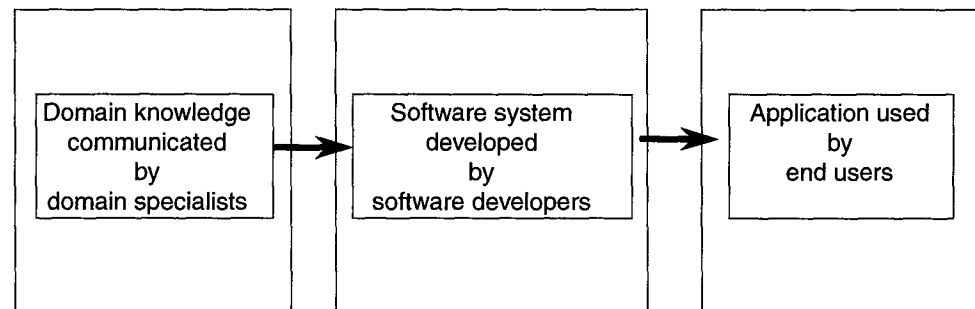 Domain knowledge
communicated
by
domain specialists
Software system
developed
by
software developers
Application used
by
end users